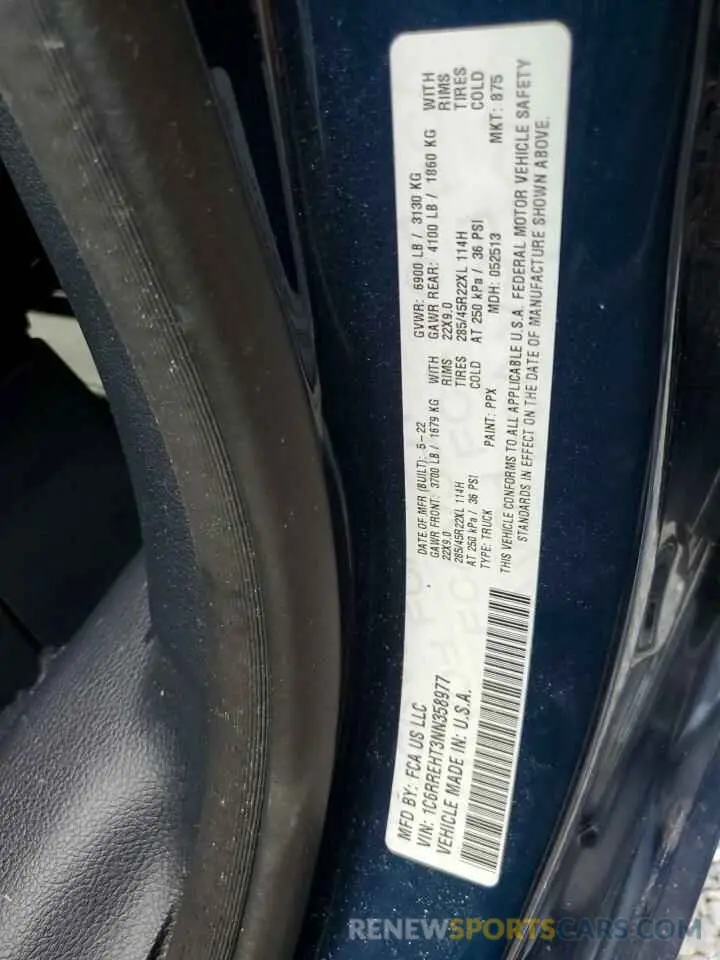 MFD BY: FCA US LLC
VIN: 1C6RREHT3NN358977
VEHICLE MADE IN: U.S.A.
DATE OF MFR (BUILT): 5-22
GAWR FRONT: 3700 LB / 1679 KG WITH
22X9.0 RIMS
285/45R22XL 114H TIRES
AT 250 kPa / 36 PSI COLD
TYPE: TRUCK PAINT: PPX
GVWR: 6900 LB / 3130 KG
GAWR REAR: 4100 LB / 1860 KG WITH
22X9.0 RIMS
285/45R22XL 114H TIRES
AT 250 kPa / 36 PSI COLD
MDH: 052513 MKT: 875
THIS VEHICLE CONFORMS TO ALL APPLICABLE U.S.A. FEDERAL MOTOR VEHICLE SAFETY
STANDARDS IN EFFECT ON THE DATE OF MANUFACTURE SHOWN ABOVE.
RENEWSPORTSCARS.COM